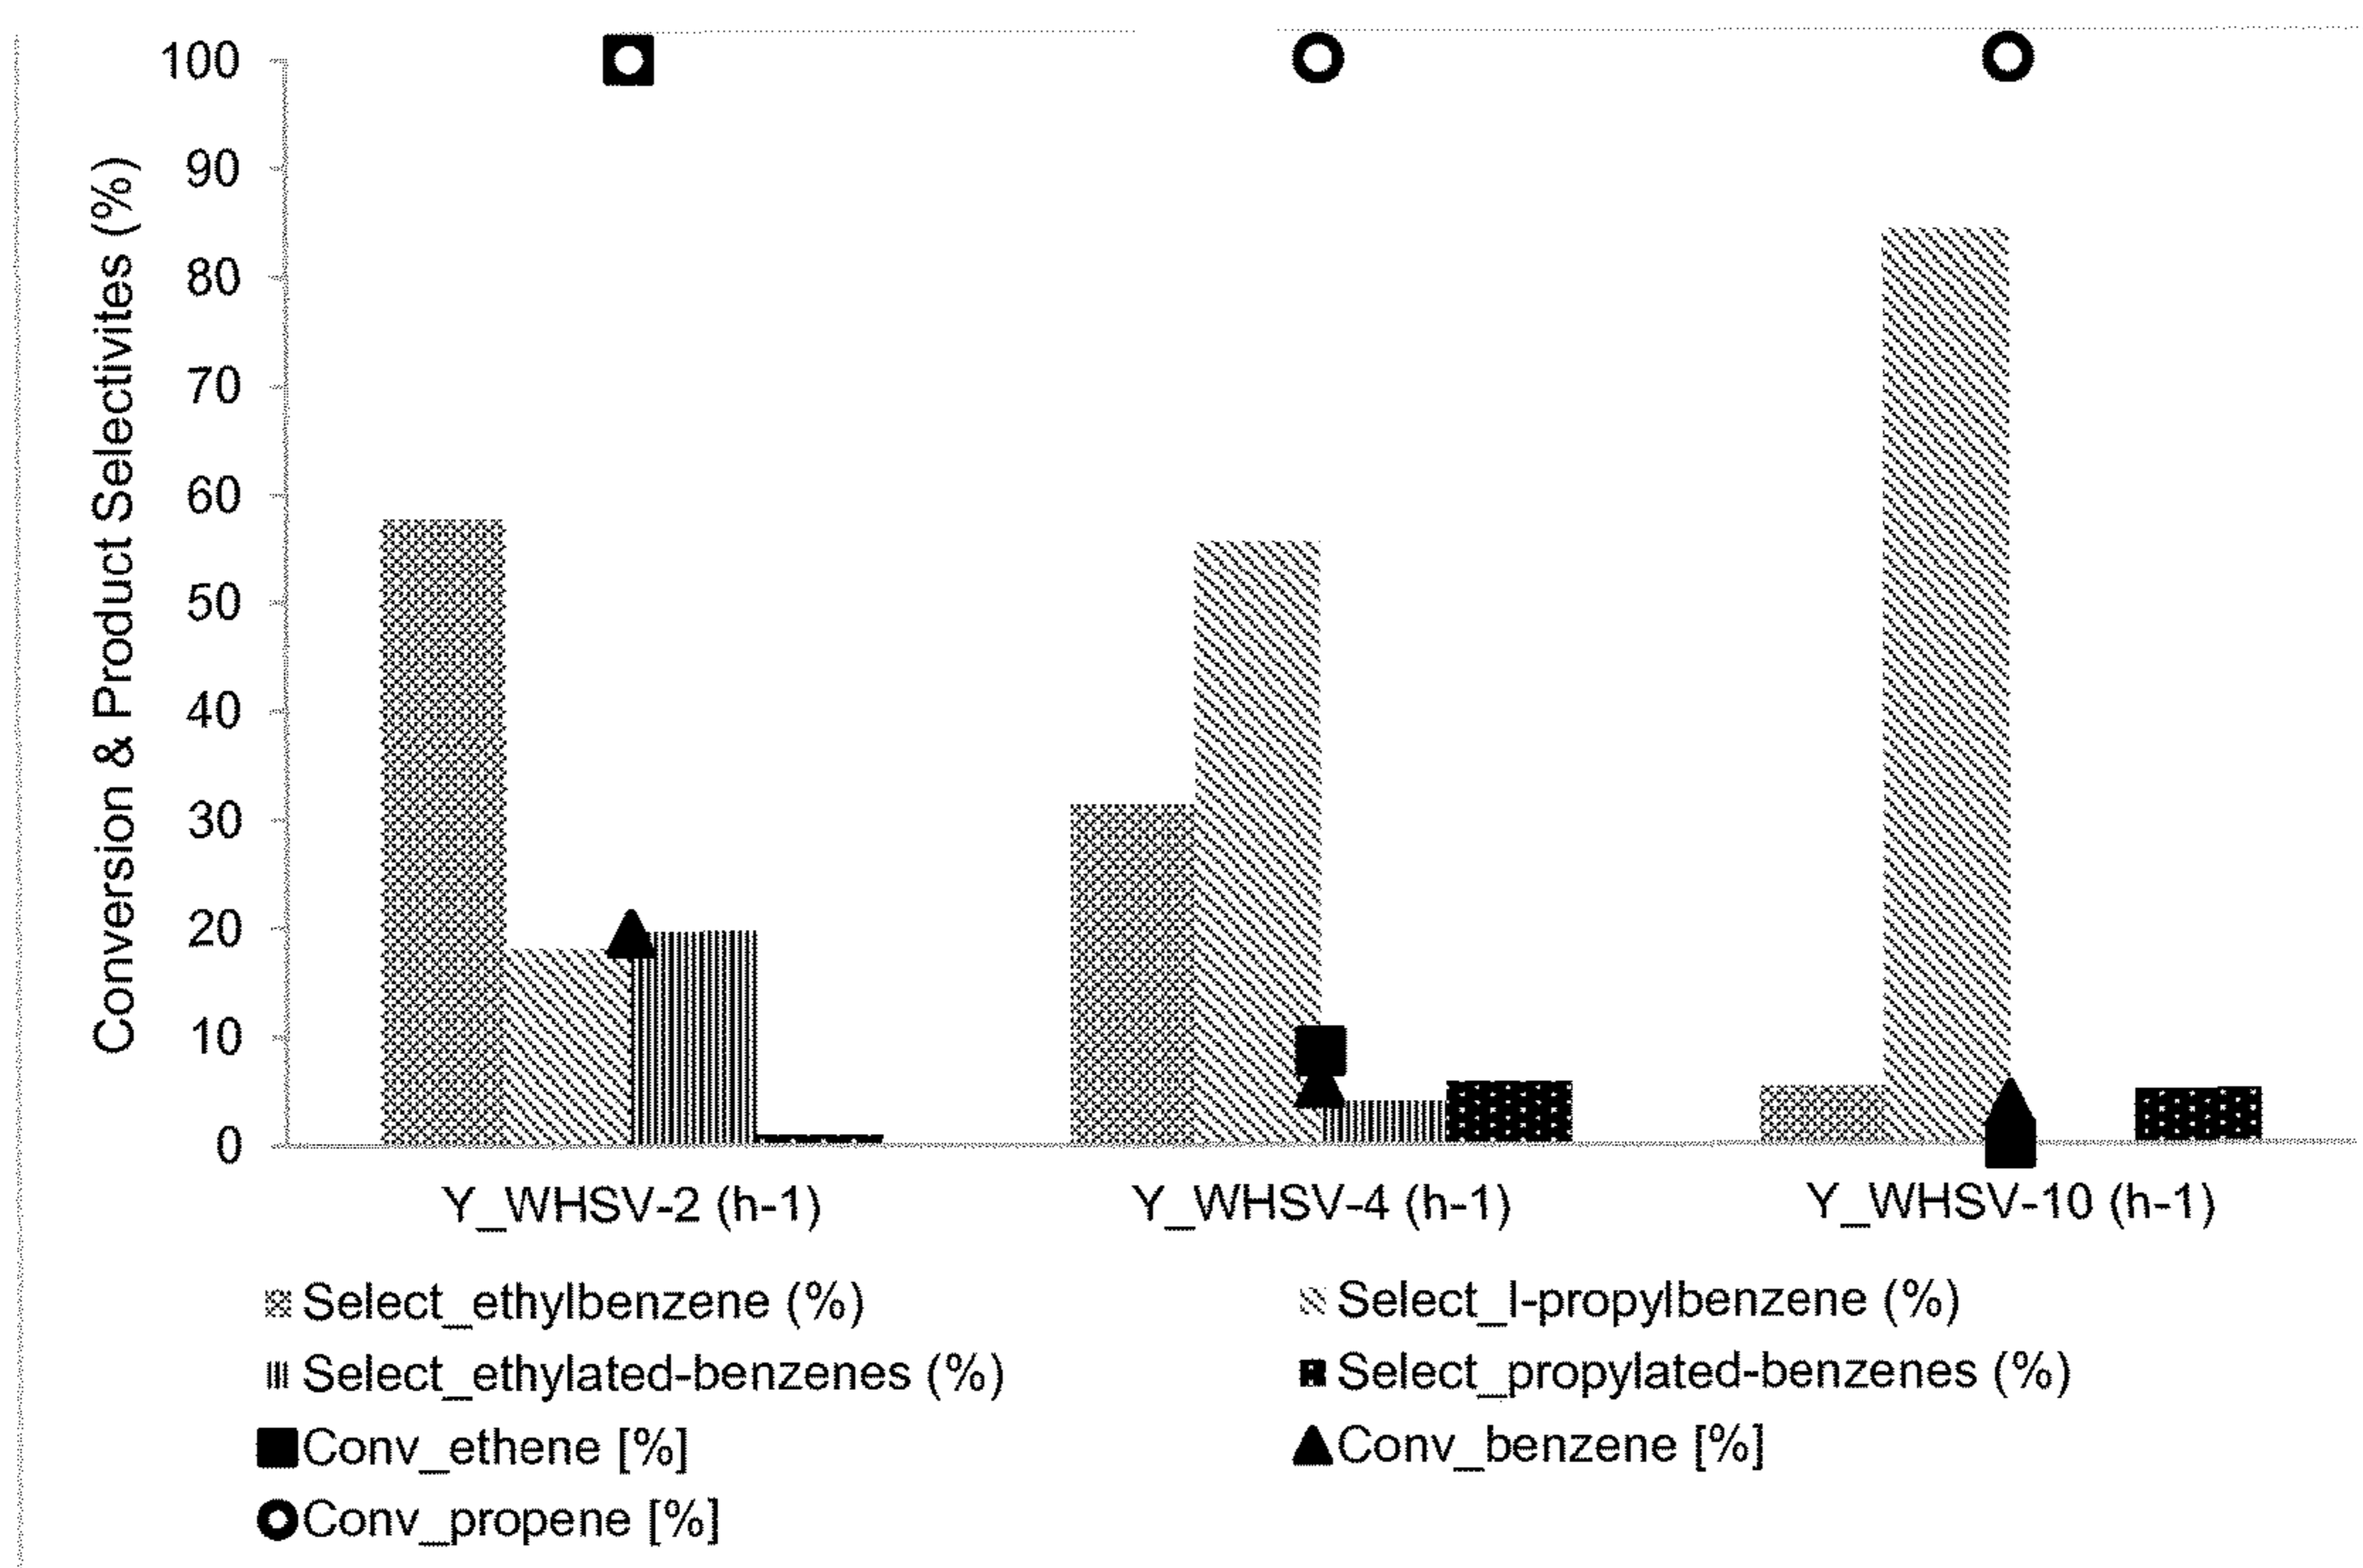 Conversion & Product Selectivites (%)
100
90
80
70
60
50
40
30
20
10
0
Y_WHSV-2 (h-1)
Y_WHSV-4 (h-1)
Y_WHSV-10 (h-1)
Select_ethylbenzene (%)
Select_I-propylbenzene (%)
Select_ethylated-benzenes (%)
Select_propylated-benzenes (%)
Conv_ethene [%]
Conv_benzene [%]
Conv_propene [%]